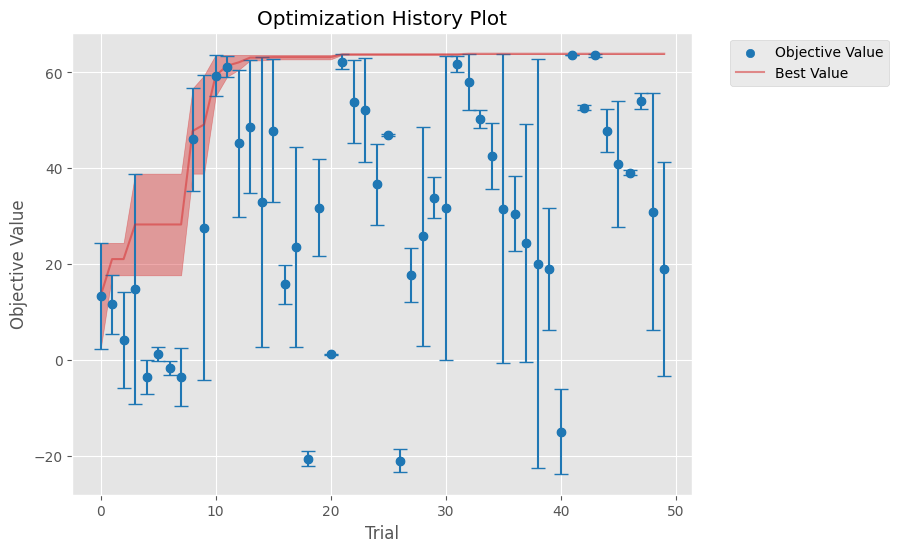 Optimization History Plot
Objective Value
Best Value
Objective Value
60
40
20
0
−20
0 10 20 30 40 50
Trial